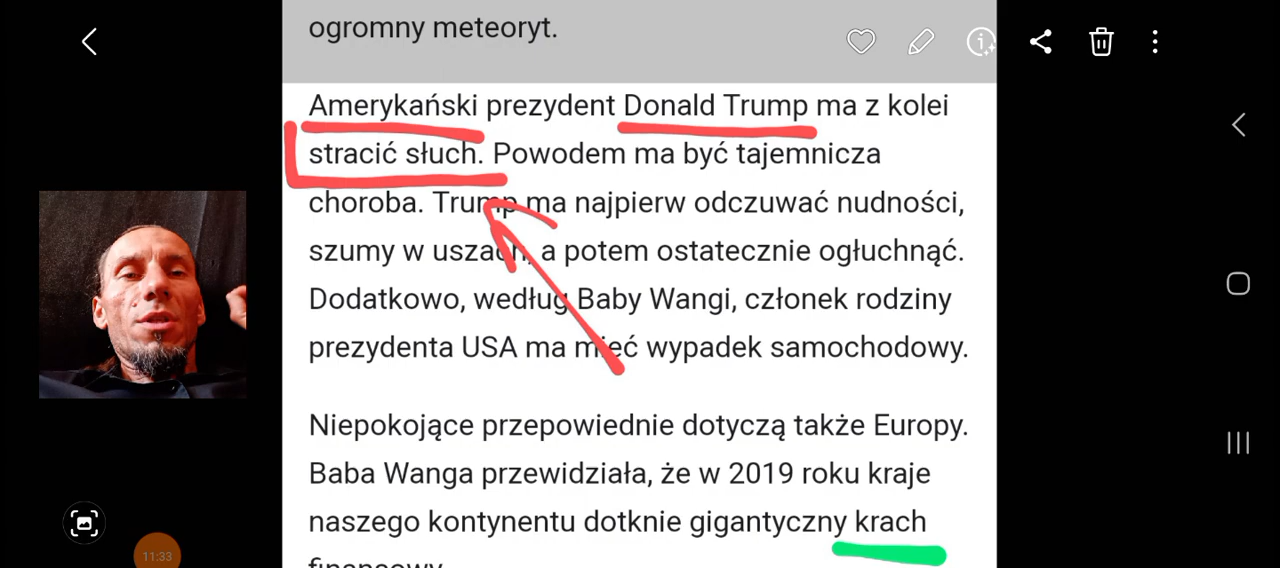 ogromny meteoryt.
Amerykański prezydent Donald Trump ma z kolei
stracić słuch. Powodem ma być tajemnicza
choroba. Trump ma najpierw odczuwać nudności,
szumy w uszach, a potem ostatecznie ogłuchnąć.
Dodatkowo, według Baby Wangi, członek rodziny
prezydenta USA ma mieć wypadek samochodowy.
Niepokojące przepowiednie dotyczą także Europy.
Baba Wanga przewidziała, że w 2019 roku kraje
naszego kontynentu dotknie gigantyczny krach
finansowy
11:33